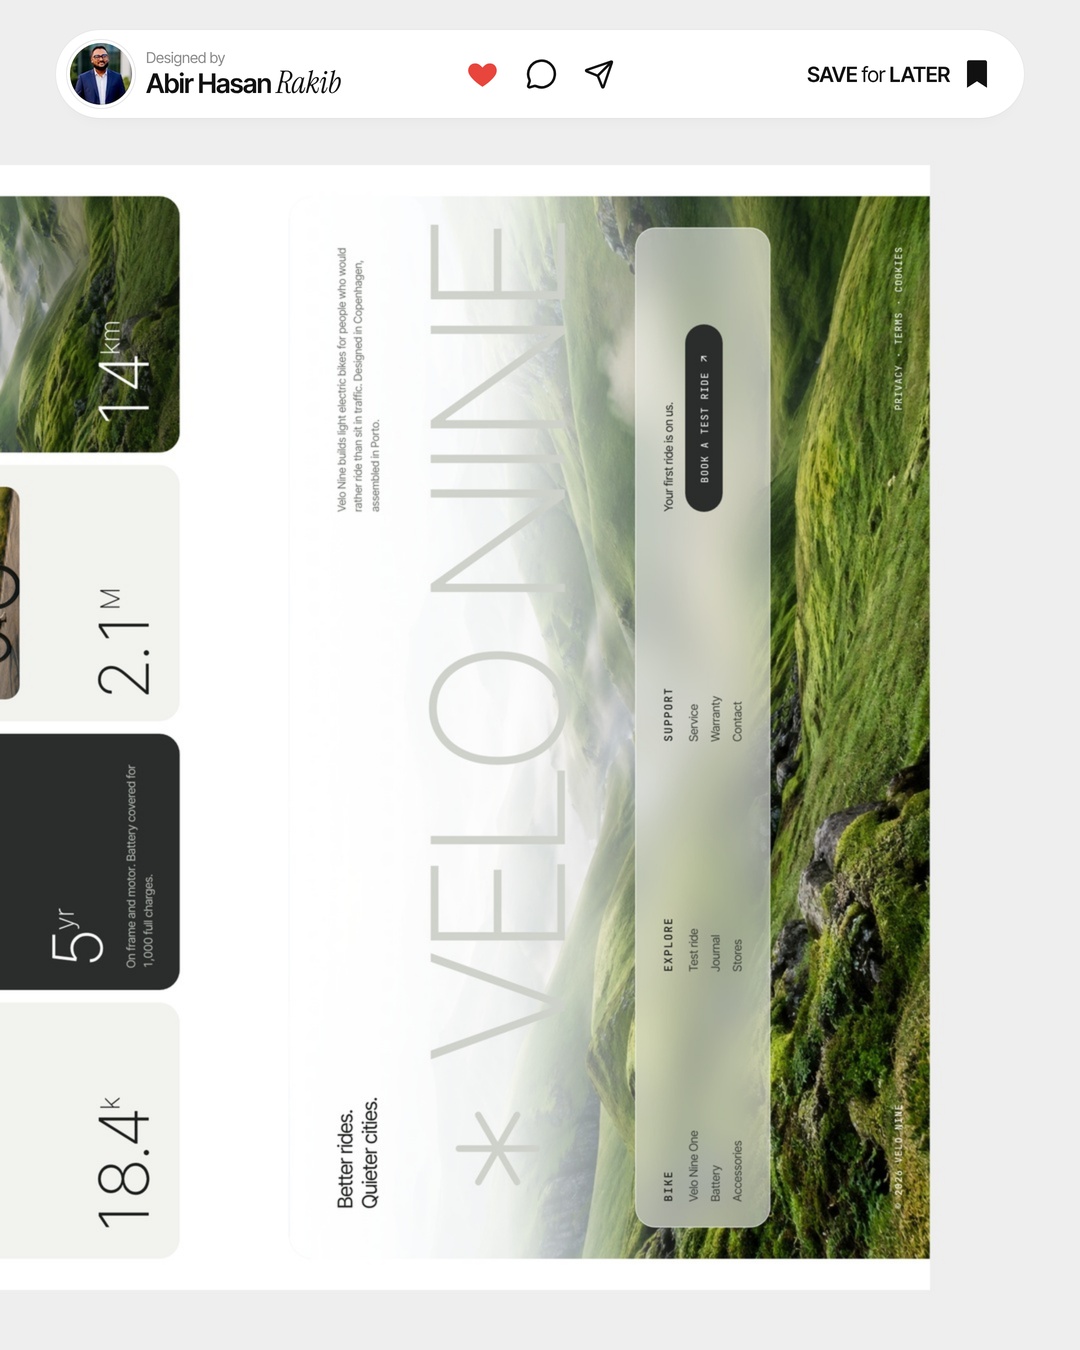 Designed by
Abir Hasan Rakib
SAVE for LATER
18.4k
5yr
On frame and motor. Battery covered for
1,000 full charges.
2.1M
14km
Better rides.
Quieter cities.
Velo Nine builds light electric bikes for people who would
rather ride than sit in traffic. Designed in Copenhagen,
assembled in Porto.
VELO NINE
BIKE
Velo Nine One
Battery
Accessories
EXPLORE
Test ride
Journal
Stores
SUPPORT
Service
Warranty
Contact
Your first ride is on us.
BOOK A TEST RIDE ↗
© 2026 VELO NINE
PRIVACY · TERMS · COOKIES